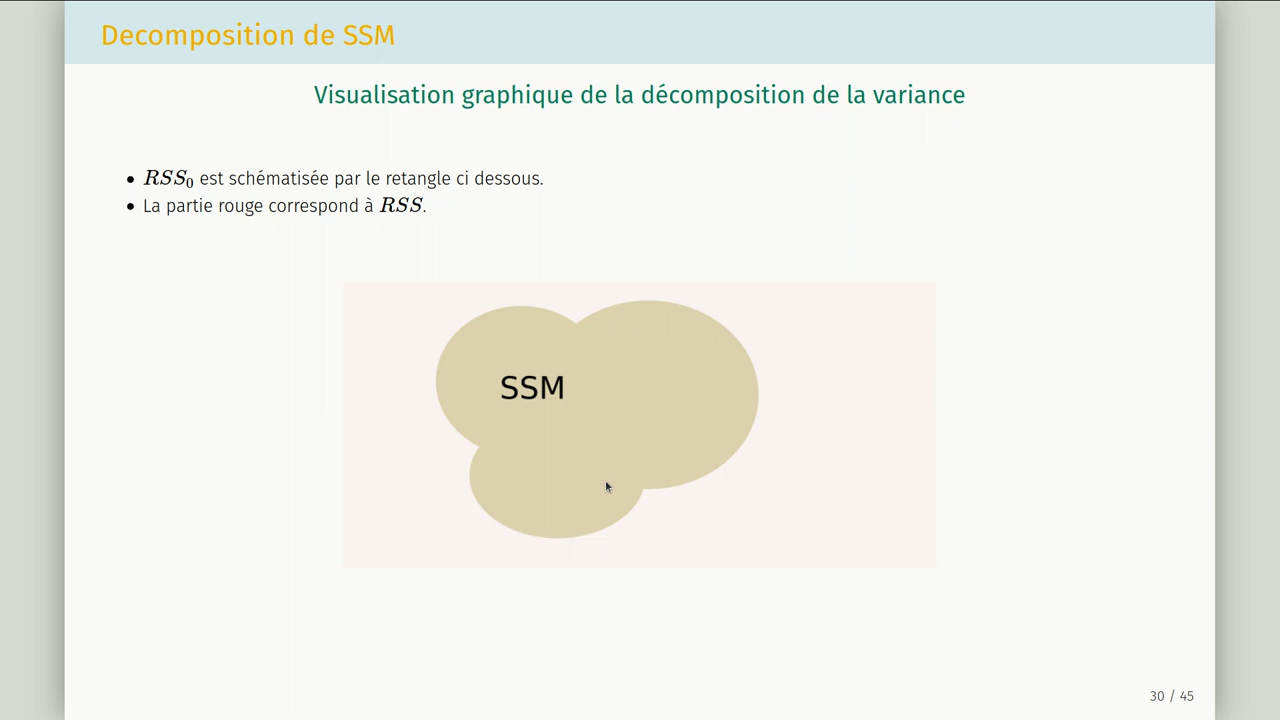 Decomposition de SSM
Visualisation graphique de la décomposition de la variance
• RSS₀ est schématisée par le retangle ci dessous.
• La partie rouge correspond à RSS.
SSM
30 / 45